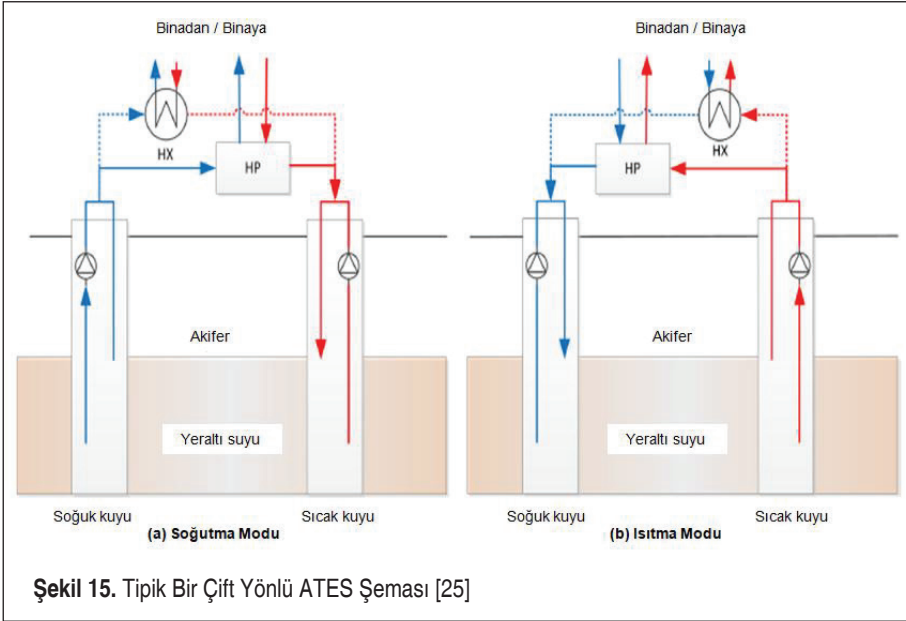 Binadan / Binaya
HX
HP
Akifer
Yeraltı suyu
Soğuk kuyu
Sıcak kuyu
(a) Soğutma Modu
Binadan / Binaya
HX
HP
Akifer
Yeraltı suyu
Soğuk kuyu
Sıcak kuyu
(b) Isıtma Modu
Şekil 15. Tipik Bir Çift Yönlü ATES Şeması [25]